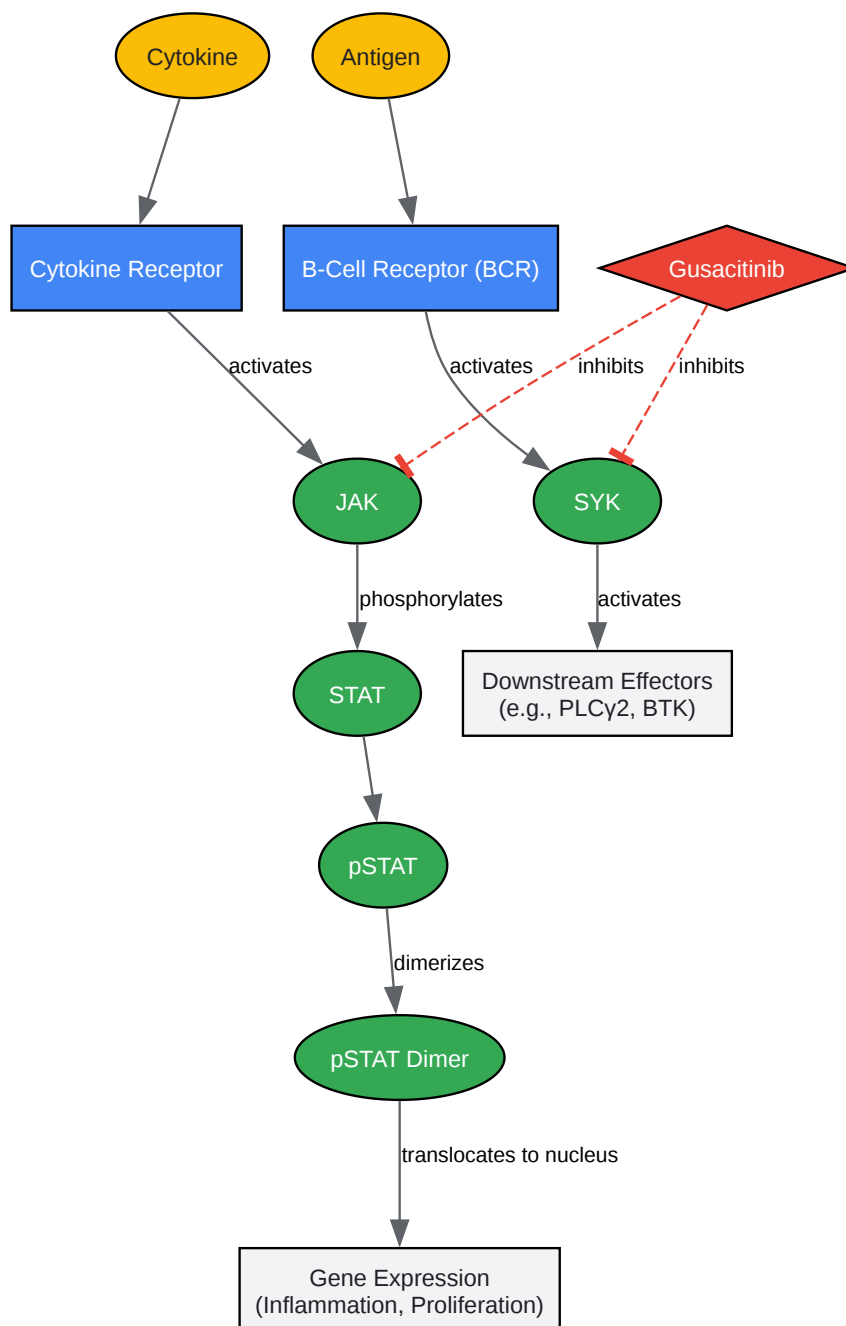 Cytokine
Antigen
Cytokine Receptor
B-Cell Receptor (BCR)
Gusacitinib
activates
activates
inhibits
inhibits
JAK
SYK
phosphorylates
activates
STAT
Downstream Effectors
(e.g., PLCγ2, BTK)
pSTAT
dimerizes
pSTAT Dimer
translocates to nucleus
Gene Expression
(Inflammation, Proliferation)